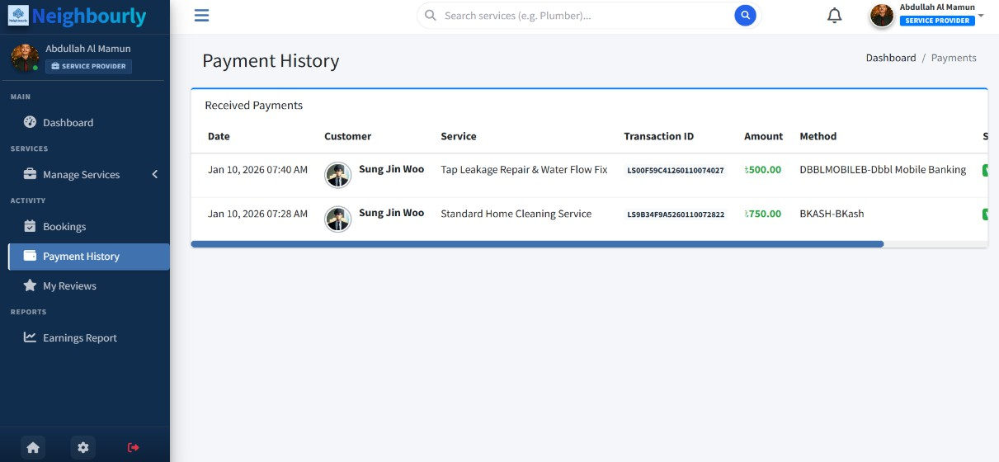 Neighbourly
Search services (e.g. Plumber)...
Abdullah Al Mamun
SERVICE PROVIDER
Abdullah Al Mamun
SERVICE PROVIDER
MAIN
Dashboard
SERVICES
Manage Services
ACTIVITY
Bookings
Payment History
My Reviews
REPORTS
Earnings Report
Payment History
Dashboard / Payments
Received Payments
Date Customer Service Transaction ID Amount Method S
Jan 10, 2026 07:40 AM Sung Jin Woo Tap Leakage Repair & Water Flow Fix LS00F59C41260110074027 ৳500.00 DBBLMOBILEB-Dbbl Mobile Banking
Jan 10, 2026 07:28 AM Sung Jin Woo Standard Home Cleaning Service LS9B34F9A5260110072822 ৳750.00 BKASH-BKash